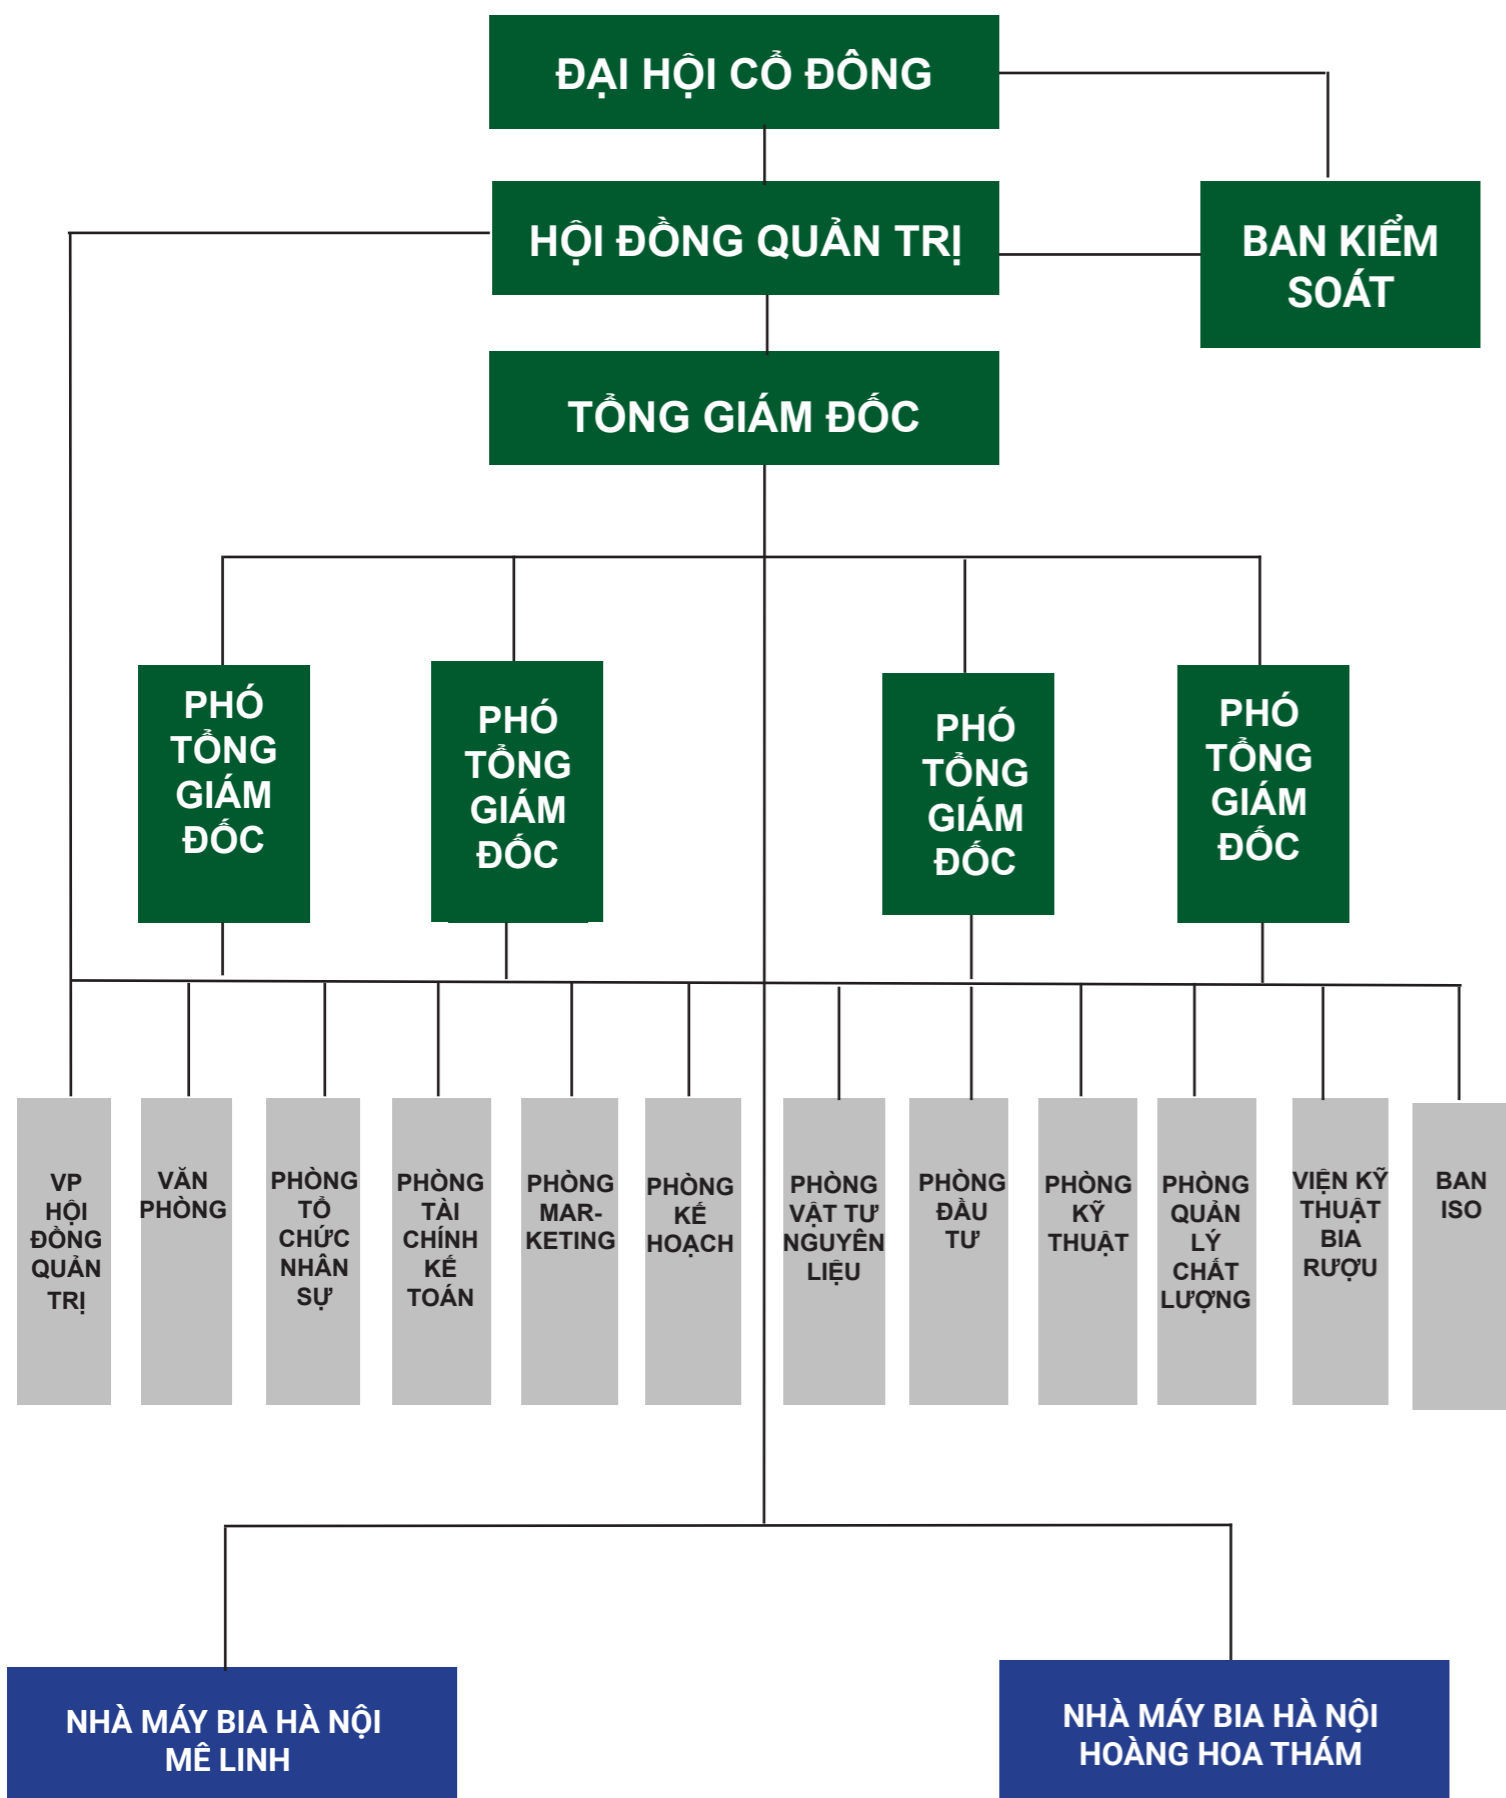 ĐẠI HỘI CỔ ĐÔNG
HỘI ĐỒNG QUẢN TRỊ
BAN KIỂM
SOÁT
TỔNG GIÁM ĐỐC
PHÓ
TỔNG
GIÁM
ĐỐC
PHÓ
TỔNG
GIÁM
ĐỐC
PHÓ
TỔNG
GIÁM
ĐỐC
PHÓ
TỔNG
GIÁM
ĐỐC
VP
HỘI
ĐỒNG
QUẢN
TRỊ
VĂN
PHÒNG
PHÒNG
TỔ
CHỨC
NHÂN
SỰ
PHÒNG
TÀI
CHÍNH
KẾ
TOÁN
PHÒNG
MAR-
KETING
PHÒNG
KẾ
HOẠCH
PHÒNG
VẬT TƯ
NGUYÊN
LIỆU
PHÒNG
ĐẦU
TƯ
PHÒNG
KỸ
THUẬT
PHÒNG
QUẢN
LÝ
CHẤT
LƯỢNG
VIỆN KỸ
THUẬT
BIA
RƯỢU
BAN
ISO
NHÀ MÁY BIA HÀ NỘI
MÊ LINH
NHÀ MÁY BIA HÀ NỘI
HOÀNG HOA THÁM